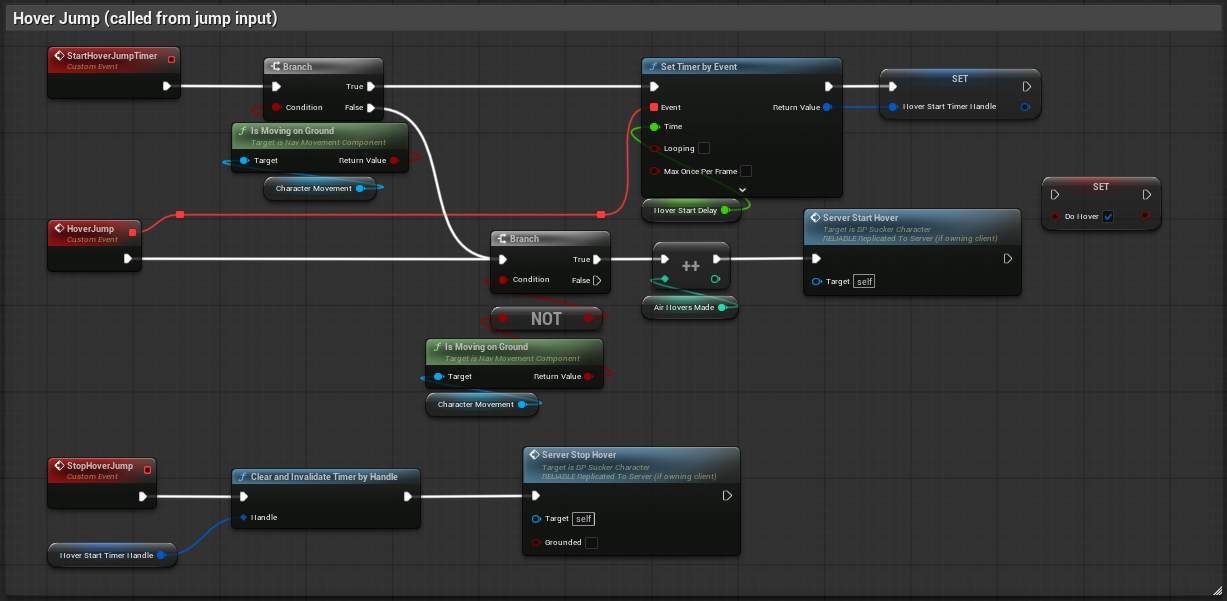 Hover Jump (called from jump input)
StartHoverJumpTimer
Custom Event
Branch
True
Condition
False
Is Moving on Ground
Target is Nav Movement Component
Target
Return Value
Character Movement
Set Timer by Event
Event
Return Value
Time
Looping
Max Once Per Frame
Hover Start Delay
SET
Hover Start Timer Handle
SET
Do Hover
HoverJump
Custom Event
Branch
True
Condition
False
NOT
Is Moving on Ground
Target is Nav Movement Component
Target
Return Value
Character Movement
++
Air Hovers Made
Server Start Hover
Target is DP Sucker Character
RELIABLE Replicated To Server (if owning client)
Target self
StopHoverJump
Custom Event
Hover Start Timer Handle
Clear and Invalidate Timer by Handle
Handle
Server Stop Hover
Target is DP Sucker Character
RELIABLE Replicated To Server (if owning client)
Target self
Grounded